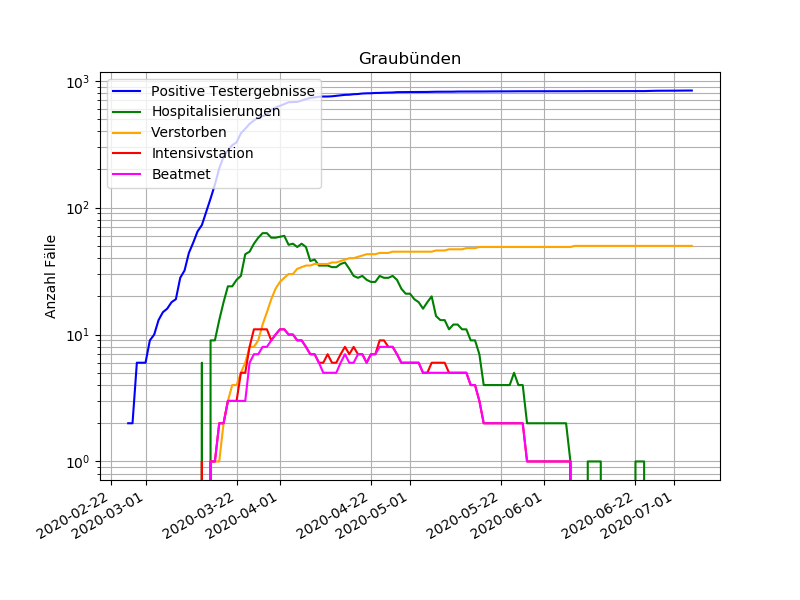 Graubünden
Anzahl Fälle
10³
10²
10¹
10⁰
Positive Testergebnisse
Hospitalisierungen
Verstorben
Intensivstation
Beatmet
2020-02-22
2020-03-01
2020-03-22
2020-04-01
2020-04-22
2020-05-01
2020-05-22
2020-06-01
2020-06-22
2020-07-01